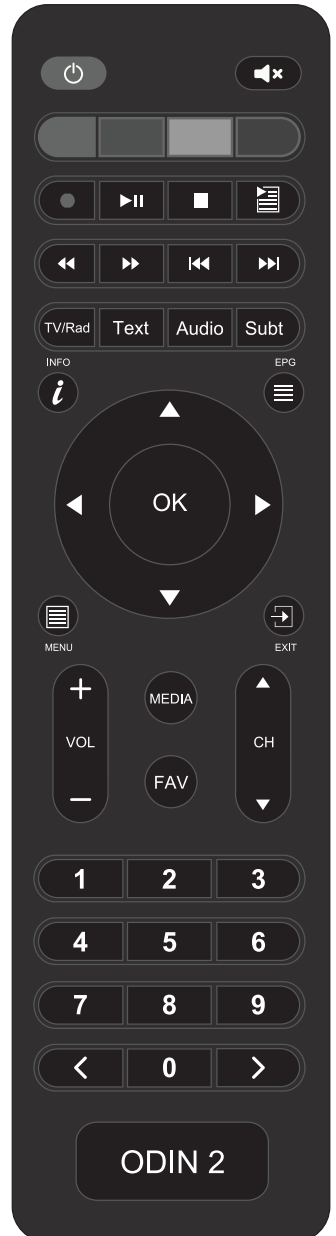 TV/Rad Text Audio Subt
INFO EPG
i
OK
MENU EXIT
+
VOL MEDIA CH
FAV
–
1 2 3
4 5 6
7 8 9
< 0 >
ODIN 2